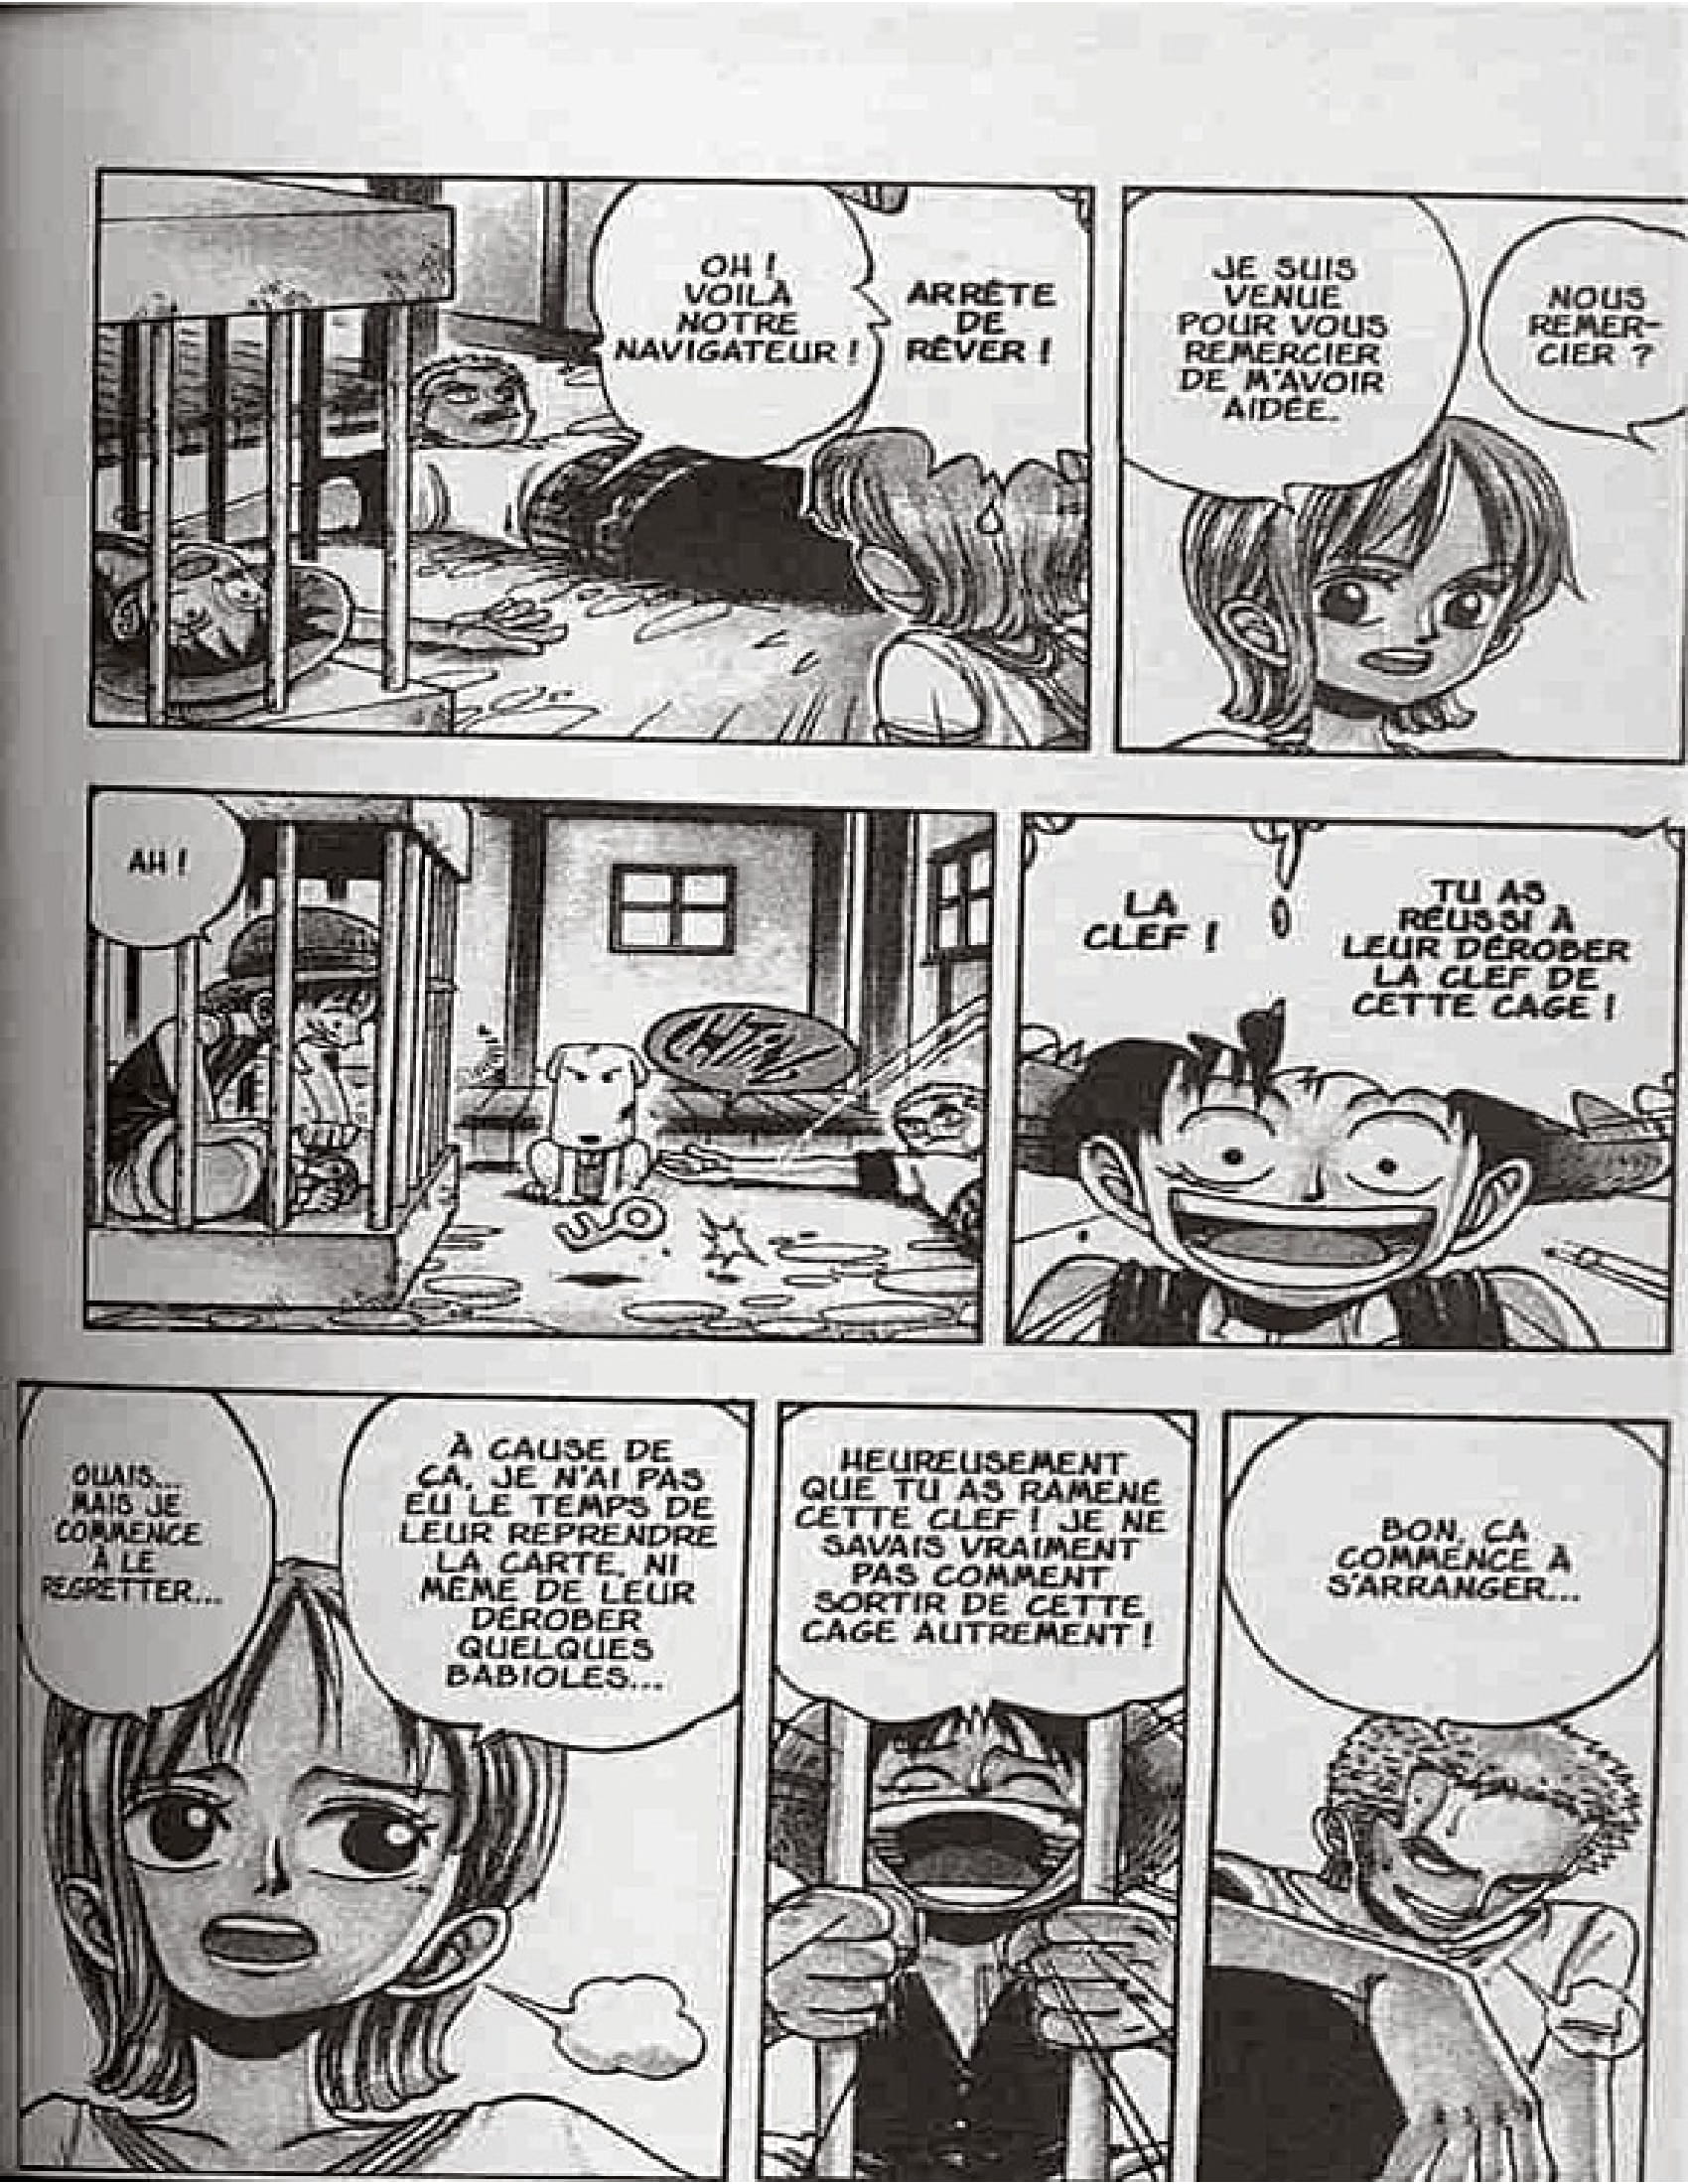 OH !
VOILÀ
NOTRE
NAVIGATEUR !
ARRÊTE
DE
RÊVER !
JE SUIS
VENUE
POUR VOUS
REMERCIER
DE M'AVOIR
AIDÉE.
NOUS
REMER-
CIER ?
AH !
CHTING
LA
CLEF !
TU AS
RÉUSSI À
LEUR DÉROBER
LA CLEF DE
CETTE CAGE !
OUAIS...
MAIS JE
COMMENCE
À LE
REGRETTER...
À CAUSE DE
ÇA, JE N'AI PAS
EU LE TEMPS DE
LEUR REPRENDRE
LA CARTE, NI
MÊME DE LEUR
DÉROBER
QUELQUES
BABIOLES...
HEUREUSEMENT
QUE TU AS RAMENÉ
CETTE CLEF ! JE NE
SAVAIS VRAIMENT
PAS COMMENT
SORTIR DE CETTE
CAGE AUTREMENT !
BON, ÇA
COMMENCE À
S'ARRANGER...